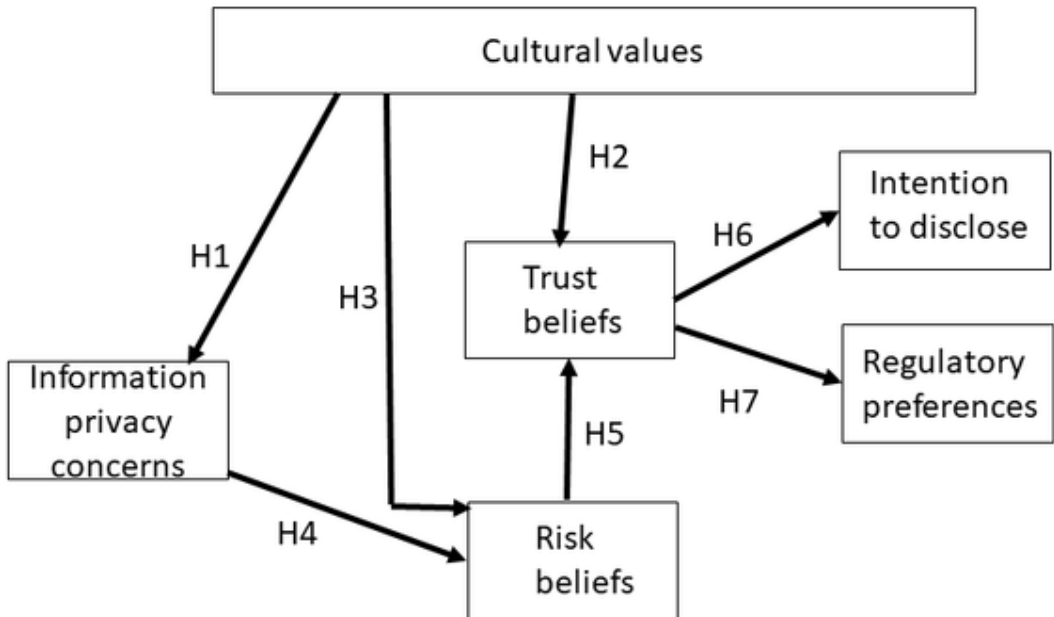 Cultural values
H2
Intention
to disclose
H1
H6
H3
Trust
beliefs
Information
privacy
concerns
Regulatory
preferences
H7
H5
H4
Risk
beliefs